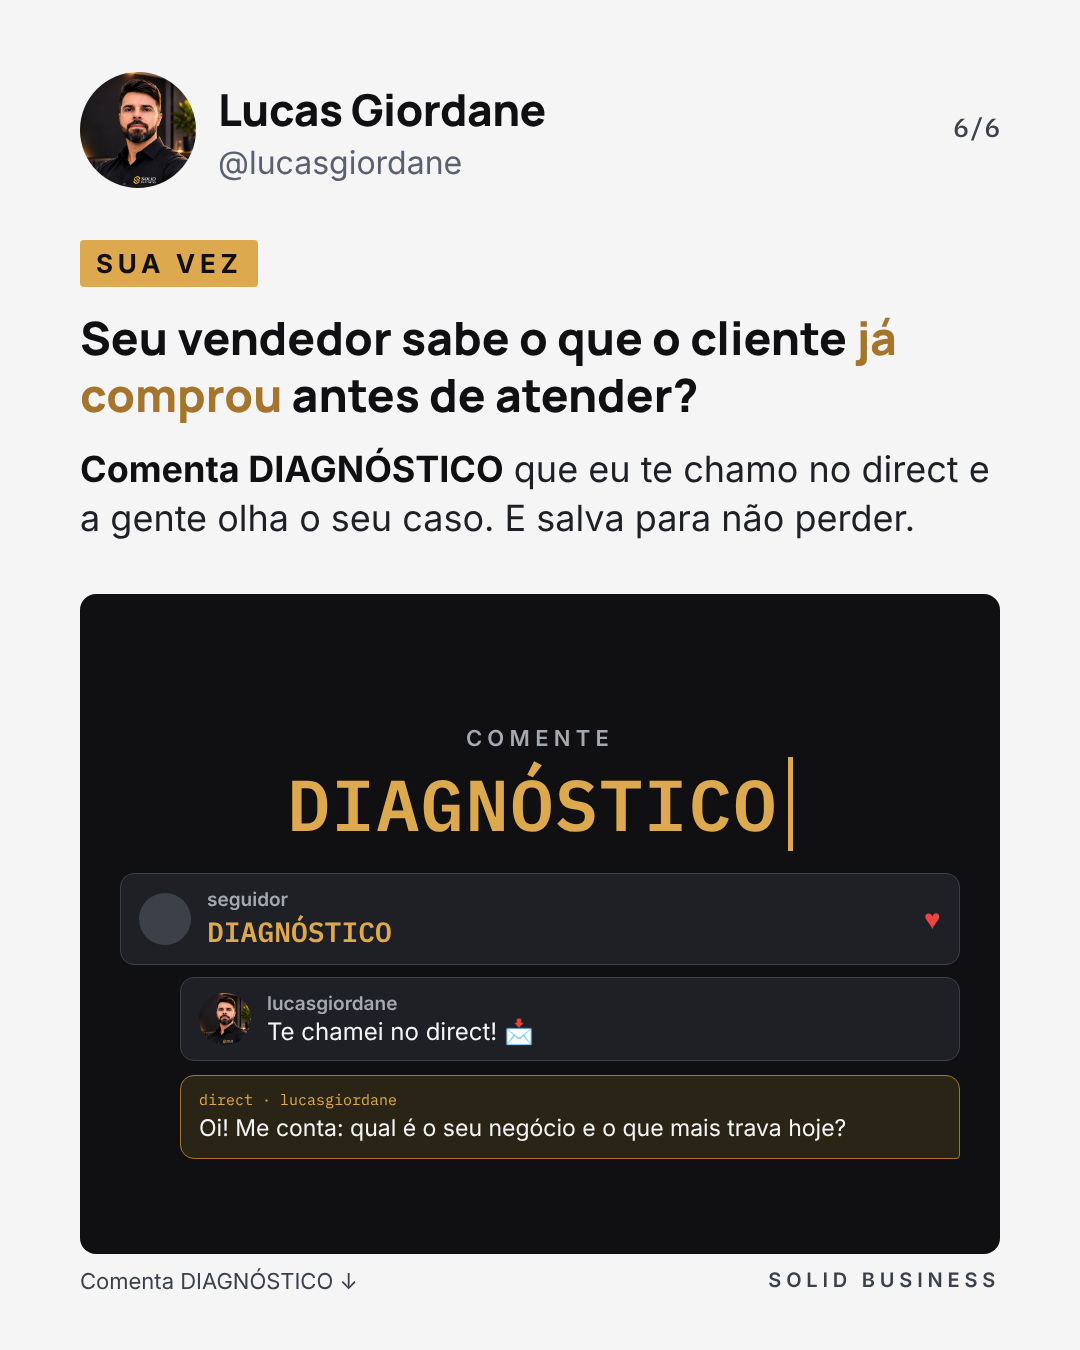 Lucas Giordane
@lucasgiordane
6/6
SUA VEZ
Seu vendedor sabe o que o cliente já
comprou antes de atender?
Comenta DIAGNÓSTICO que eu te chamo no direct e
a gente olha o seu caso. E salva para não perder.
COMENTE
DIAGNÓSTICO
seguidor
DIAGNÓSTICO
♥
lucasgiordane
Te chamei no direct! 📩
direct · lucasgiordane
Oi! Me conta: qual é o seu negócio e o que mais trava hoje?
Comenta DIAGNÓSTICO ↓
SOLID BUSINESS